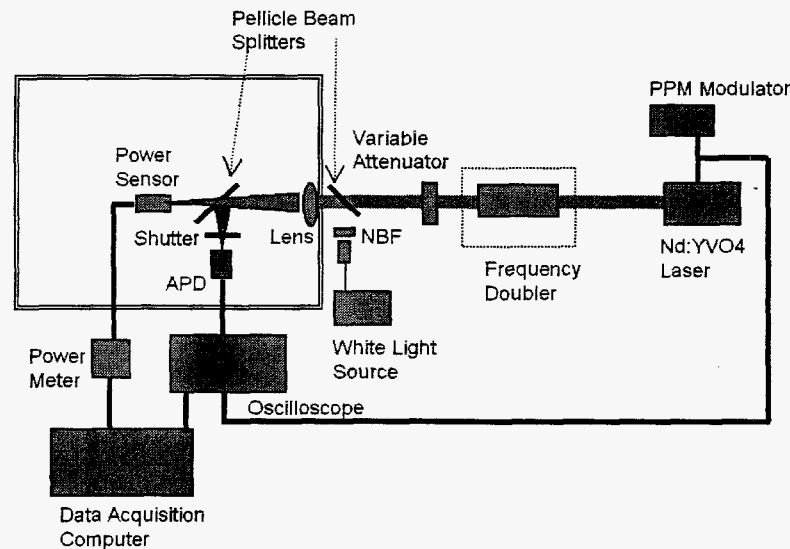 Pellicle Beam
Splitters
PPM Modulator
Variable
Attenuator
Power
Sensor
Shutter
Lens
NBF
Nd:YVO4
Laser
APD
Frequency
Doubler
White Light
Source
Power
Meter
Oscilloscope
Data Acquisition
Computer